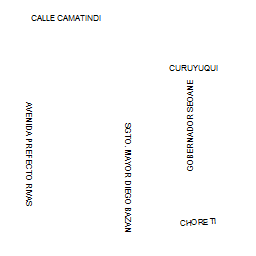 CALLE CAMATINDI
CURUYUQUI
AVENIDA PREFECTO RIVAS
SGTO. MAYOR DIEGO BAZAN
GOBERNADOR SEOANE
CHORETI